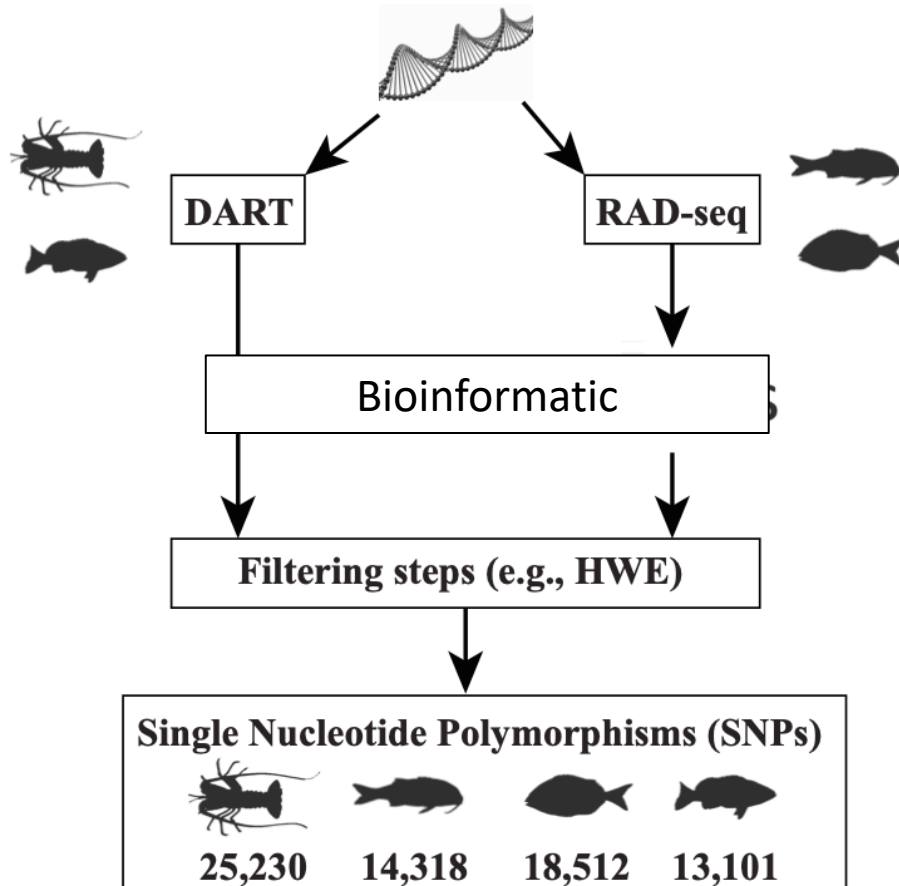 DART
RAD-seq
Bioinformatic
Filtering steps (e.g., HWE)
Single Nucleotide Polymorphisms (SNPs)
25,230 14,318 18,512 13,101